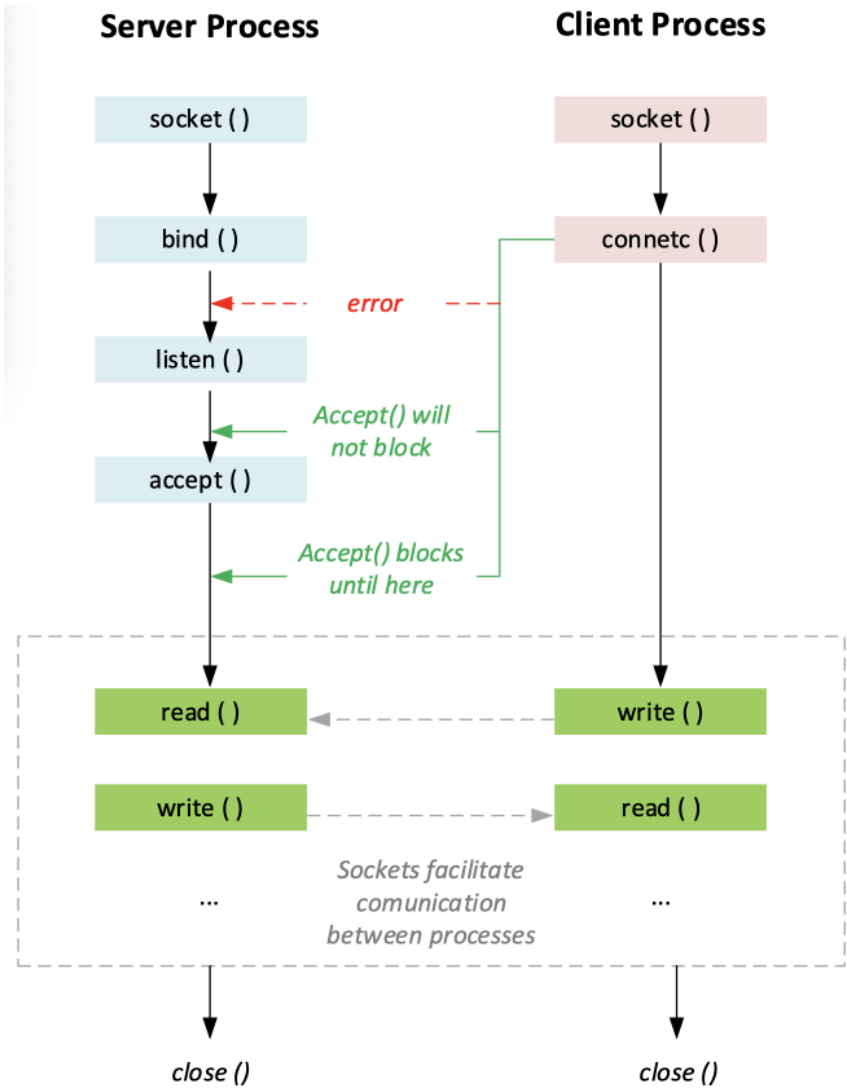 Server Process
Client Process
socket ( )
socket ( )
bind ( )
connetc ( )
error
listen ( )
Accept() will
not block
accept ( )
Accept() blocks
until here
read ( )
write ( )
write ( )
read ( )
Sockets facilitate
comunication
between processes
...
...
close ()
close ()